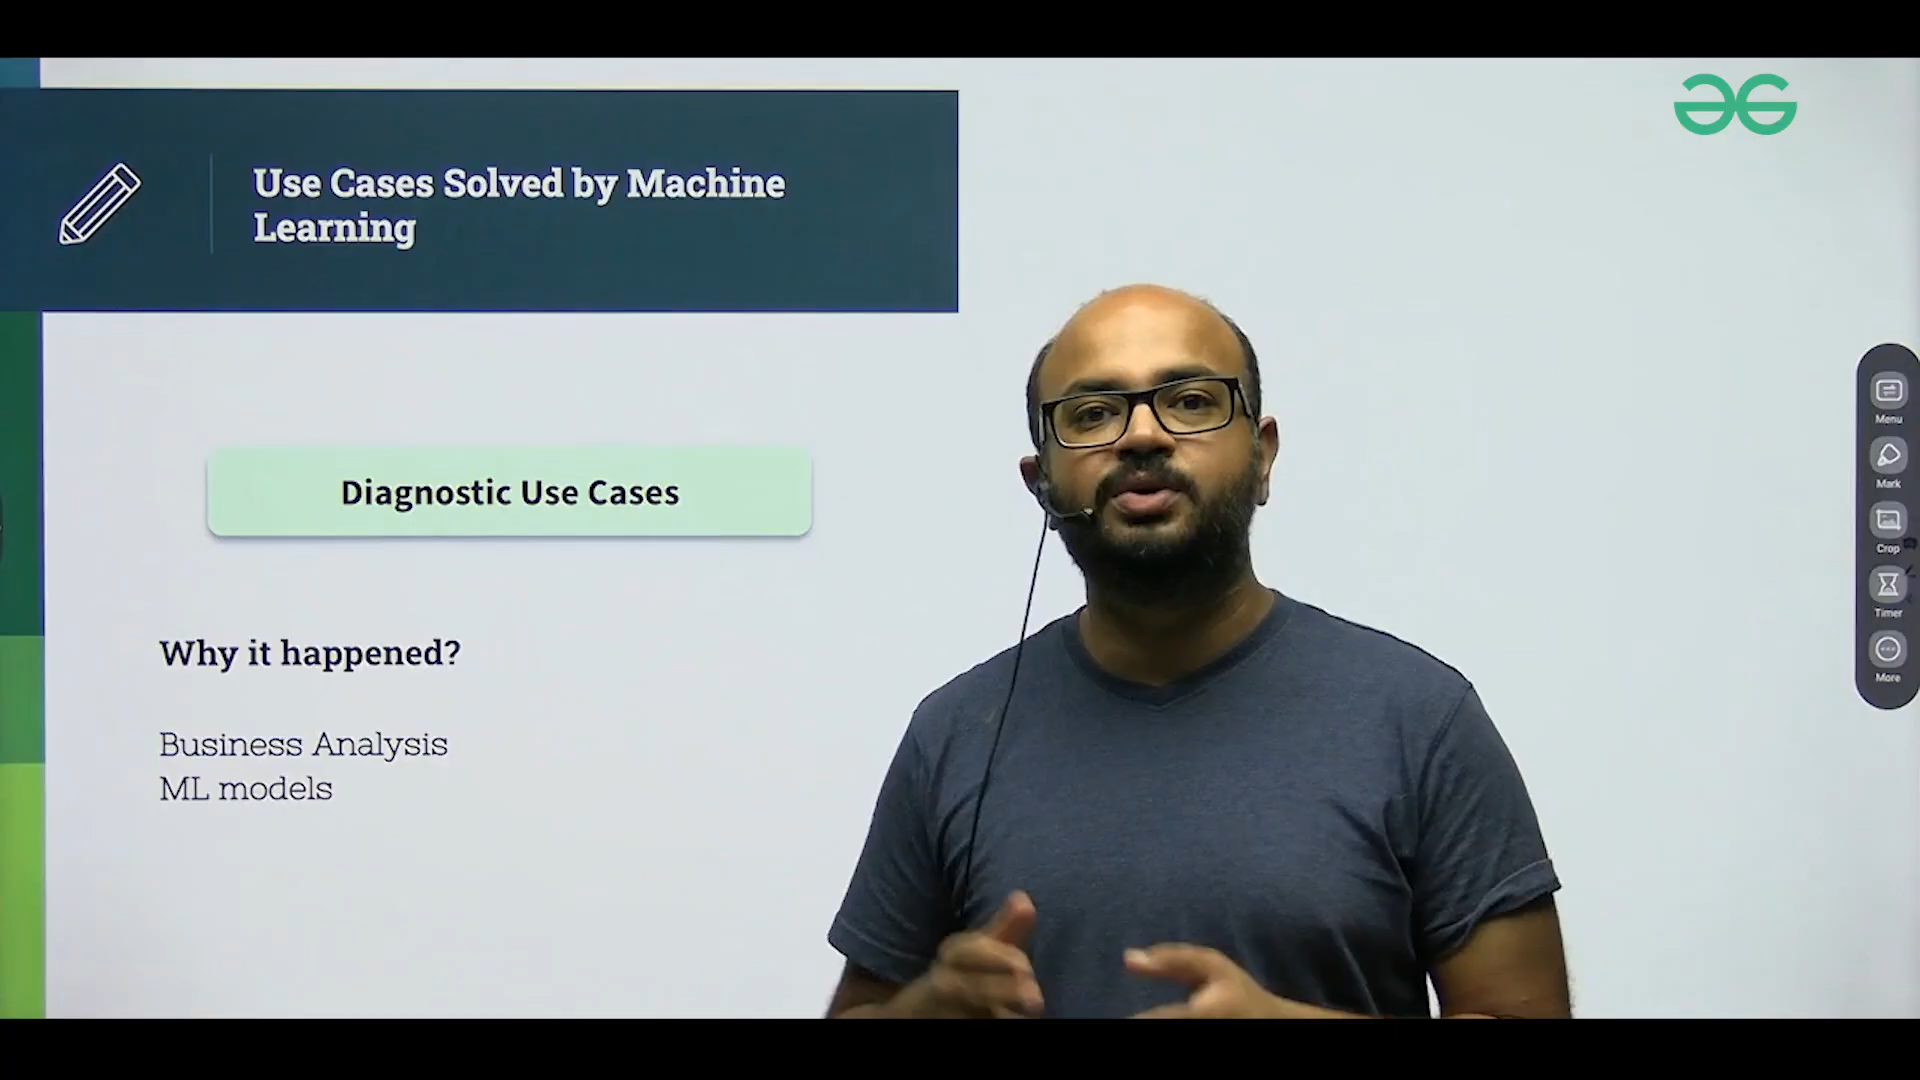 Use Cases Solved by Machine
Learning
Diagnostic Use Cases
Why it happened?
Business Analysis
ML models
Menu
Mark
Crop
Timer
More